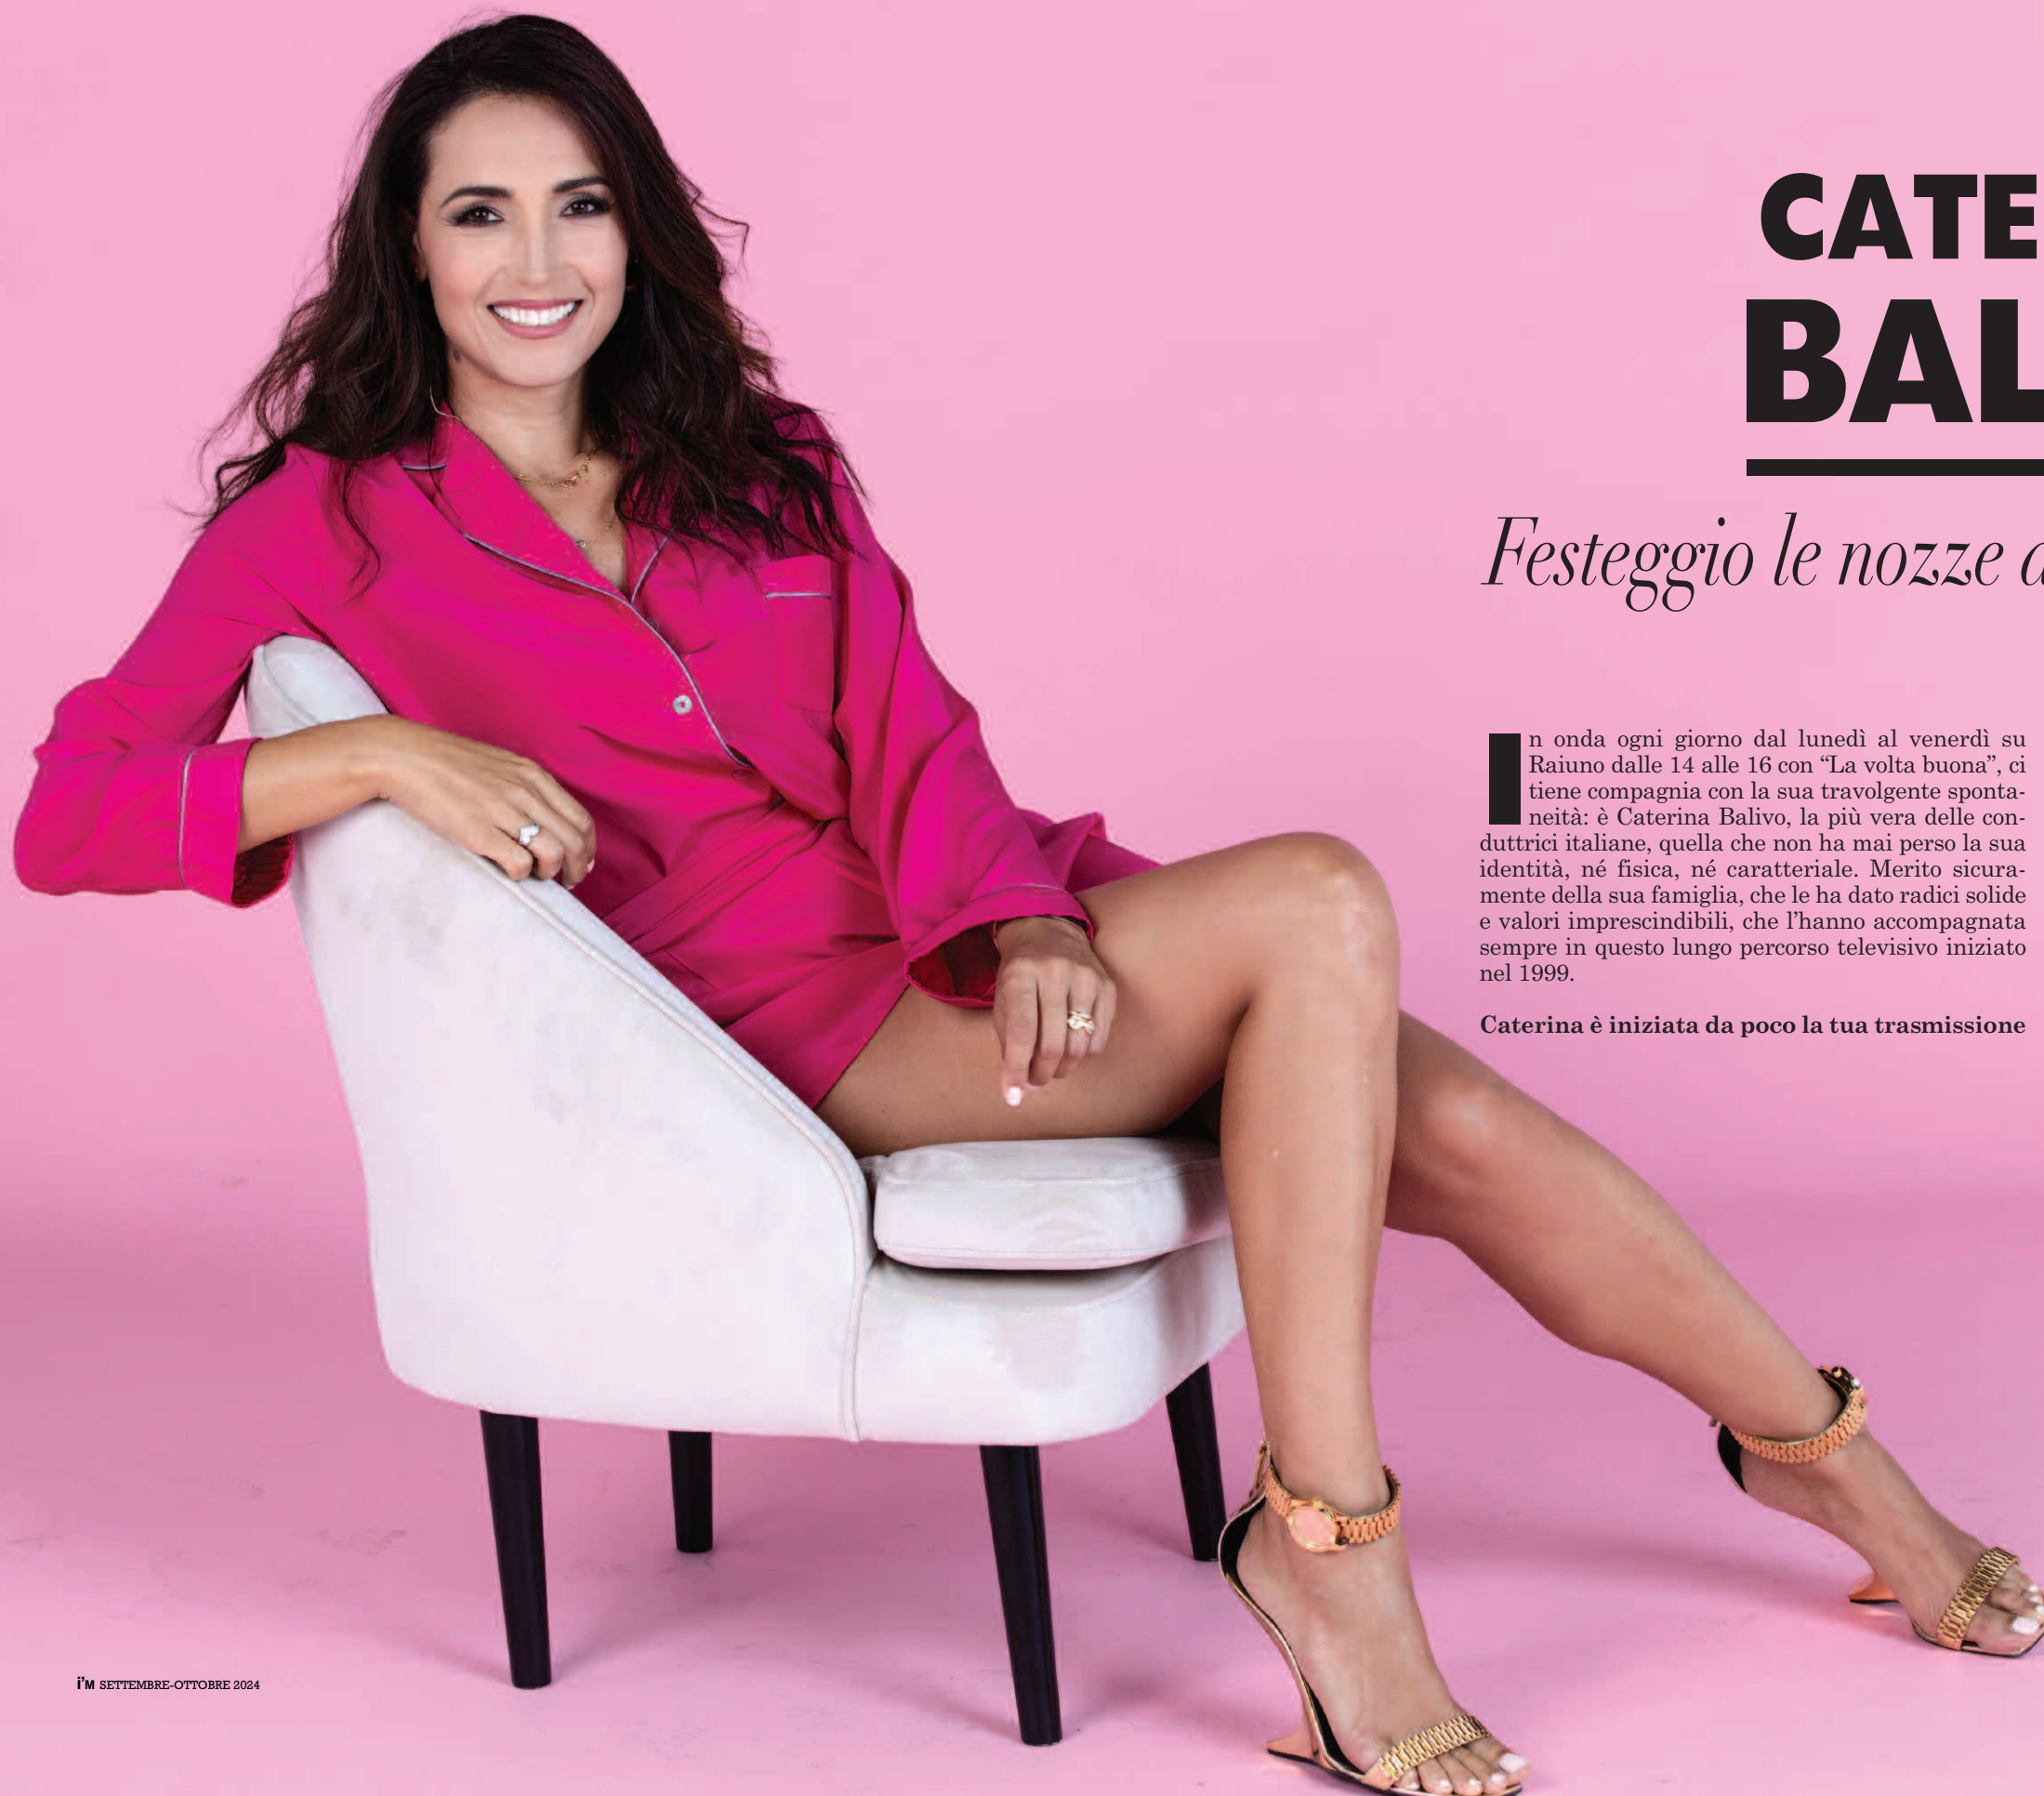 CATE
BAL
Festeggio le nozze d
In onda ogni giorno dal lunedì al venerdì su
Raiuno dalle 14 alle 16 con “La volta buona”, ci
tiene compagnia con la sua travolgente sponta-
neità: è Caterina Balivo, la più vera delle con-
duttrici italiane, quella che non ha mai perso la sua
identità, né fisica, né caratteriale. Merito sicura-
mente della sua famiglia, che le ha dato radici solide
e valori imprescindibili, che l’hanno accompagnata
sempre in questo lungo percorso televisivo iniziato
nel 1999.
Caterina è iniziata da poco la tua trasmissione
i’M SETTEMBRE-OTTOBRE 2024